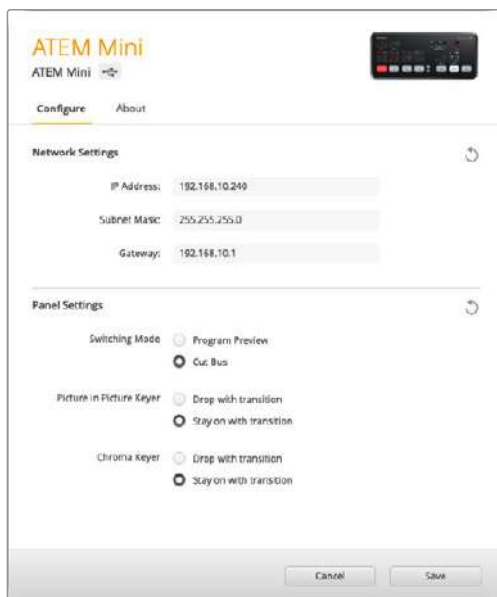 ATEM Mini
ATEM Mini
Configure About
Network Settings
IP Address: 192.168.10.240
Subnet Mask: 255.255.255.0
Gateway: 192.168.10.1
Panel Settings
Switching Mode Program Preview
Cut Bus
Picture in Picture Keyer Drop with transition
Stay on with transition
Chroma Keyer Drop with transition
Stay on with transition
Cancel Save